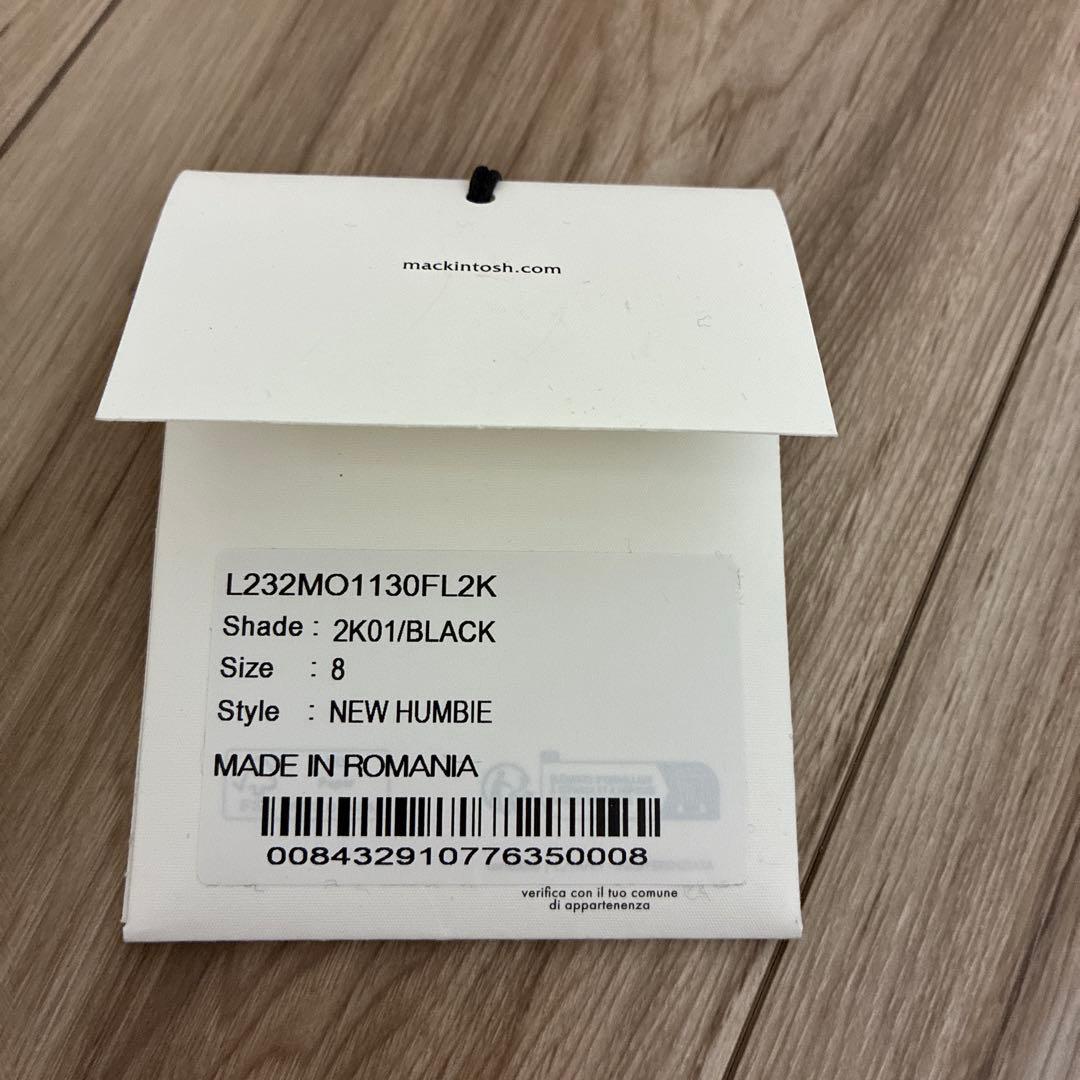 mackintosh.com
L232MO1130FL2K
Shade : 2K01/BLACK
Size : 8
Style : NEW HUMBIE
MADE IN ROMANIA
008432910776350008
verifica con il tuo comune
di appartenenza